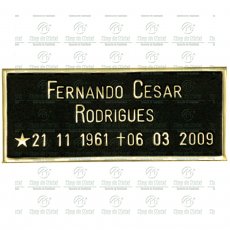 FERNANDO CESAR
RODRIGUES
★21 11 1961 ✝06 03 2009